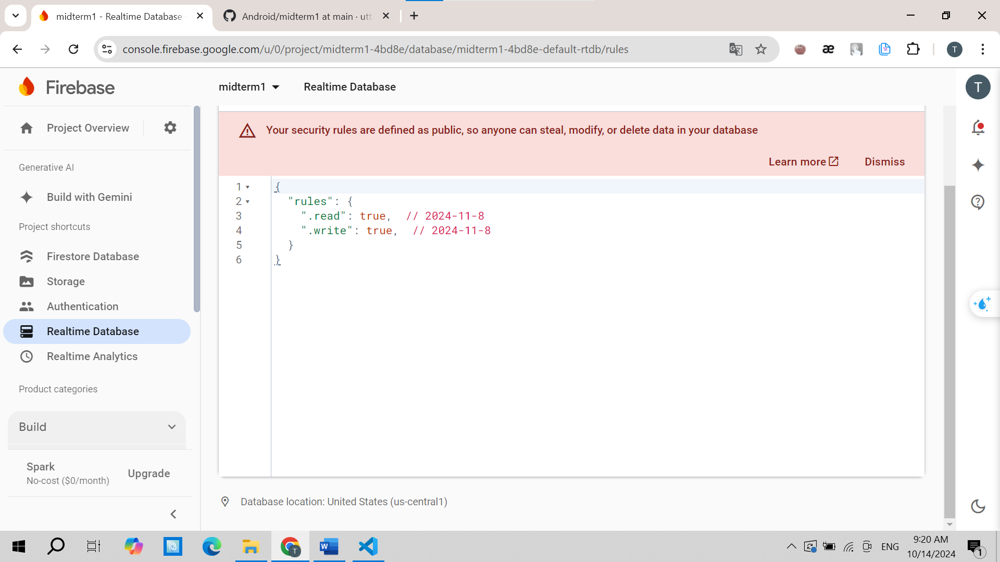 midterm1 - Realtime Database
Android/midterm1 at main · utt
console.firebase.google.com/u/0/project/midterm1-4bd8e/database/midterm1-4bd8e-default-rtdb/rules
æ
T
Firebase
midterm1
Realtime Database
T
Project Overview
Generative AI
Build with Gemini
Project shortcuts
Firestore Database
Storage
Authentication
Realtime Database
Realtime Analytics
Product categories
Build
Spark
No-cost ($0/month)
Upgrade
Your security rules are defined as public, so anyone can steal, modify, or delete data in your database
Learn more
Dismiss
1 {
2 "rules": {
3 ".read": true,  // 2024-11-8
4 ".write": true,  // 2024-11-8
5 }
6 }
Database location: United States (us-central1)
T
W
ENG
9:20 AM
10/14/2024
1